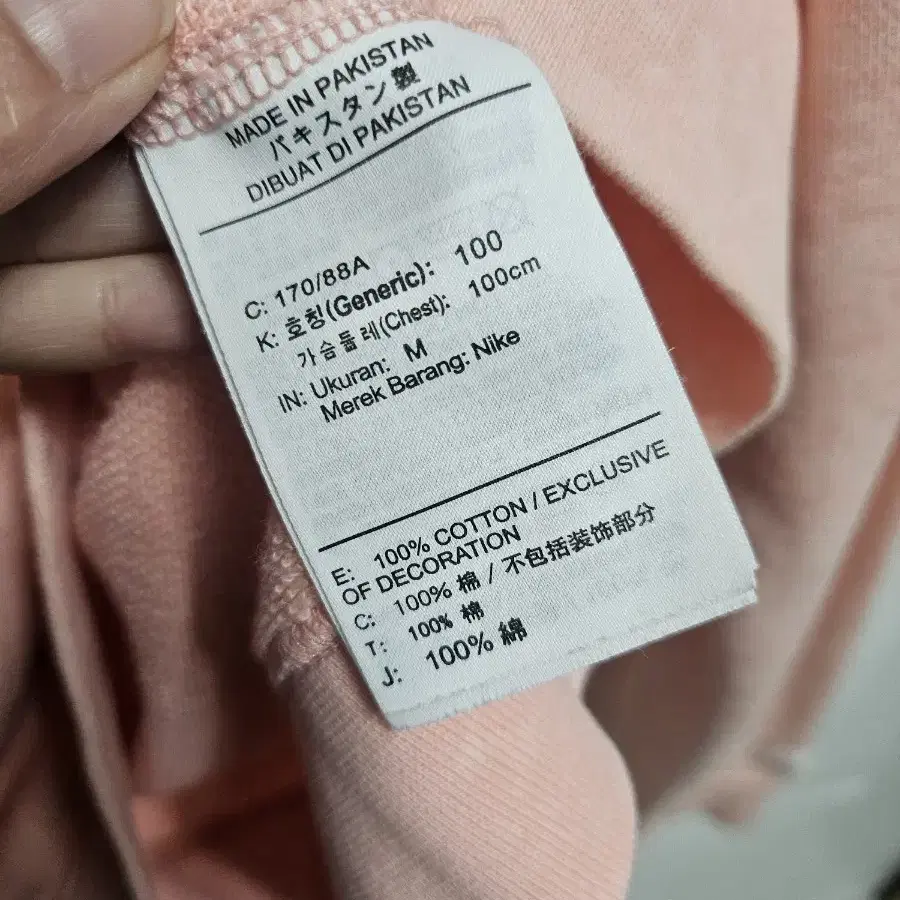 MADE IN PAKISTAN
パキスタン製
DIBUAT DI PAKISTAN
C: 170/88A
K: 호칭(Generic): 100
가슴둘레(Chest): 100cm
IN: Ukuran: M
Merek Barang: Nike
E: 100% COTTON / EXCLUSIVE
OF DECORATION
C: 100% 棉 / 不包括装饰部分
T: 100% 棉
J: 100% 綿